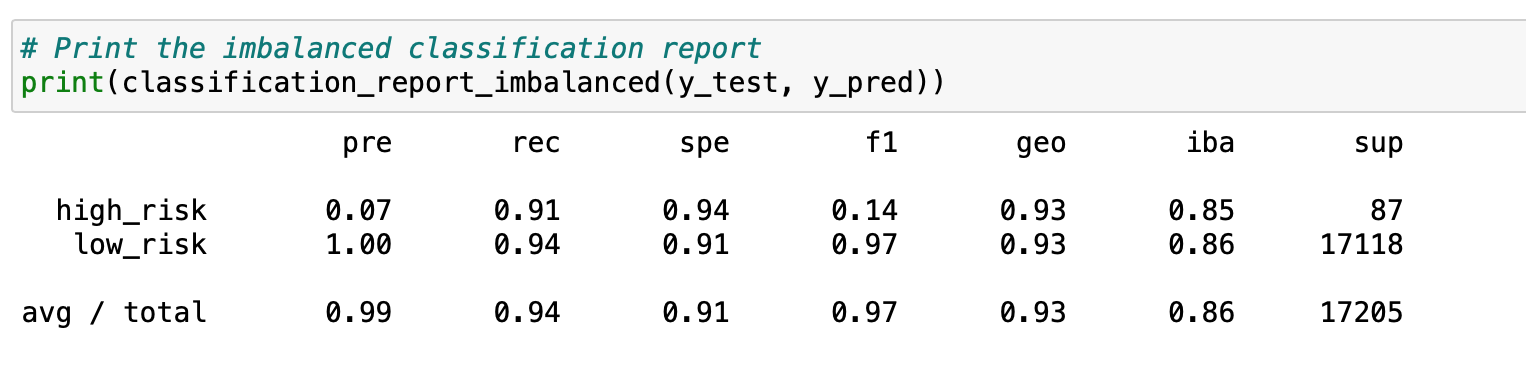 # Print the imbalanced classification report
print(classification_report_imbalanced(y_test, y_pred))
pre rec spe f1 geo iba sup
high_risk 0.07 0.91 0.94 0.14 0.93 0.85 87
low_risk 1.00 0.94 0.91 0.97 0.93 0.86 17118
avg / total 0.99 0.94 0.91 0.97 0.93 0.86 17205